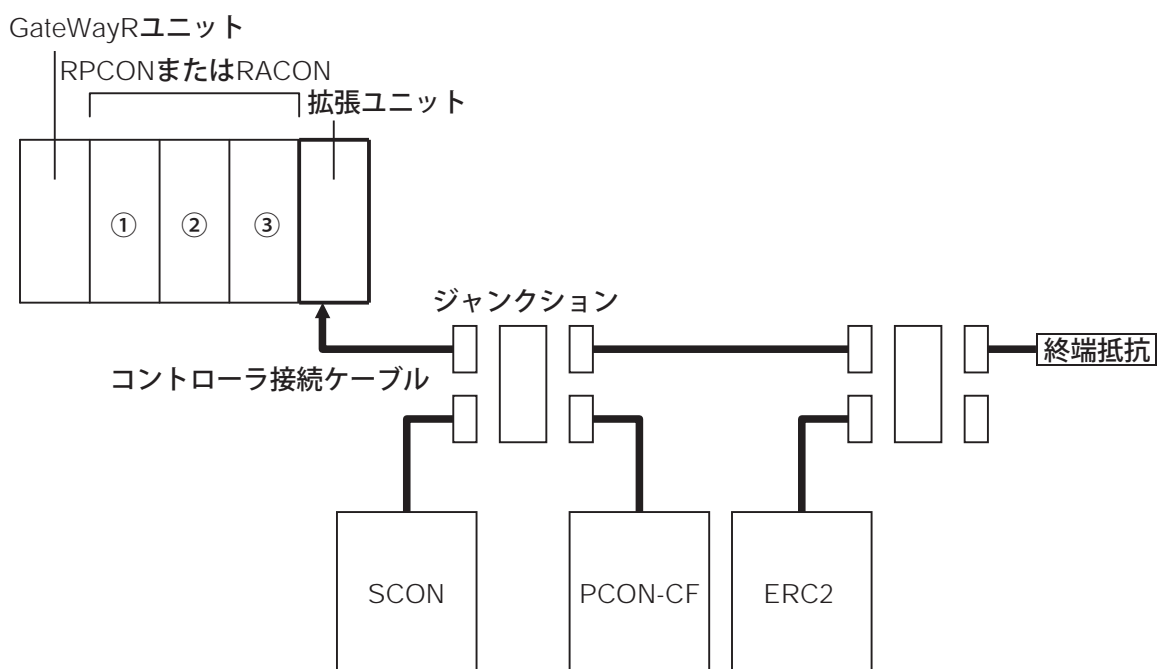 GateWayRユニット
RPCONまたはRACON
拡張ユニット
① ② ③
ジャンクション
終端抵抗
コントローラ接続ケーブル
SCON PCON-CF ERC2